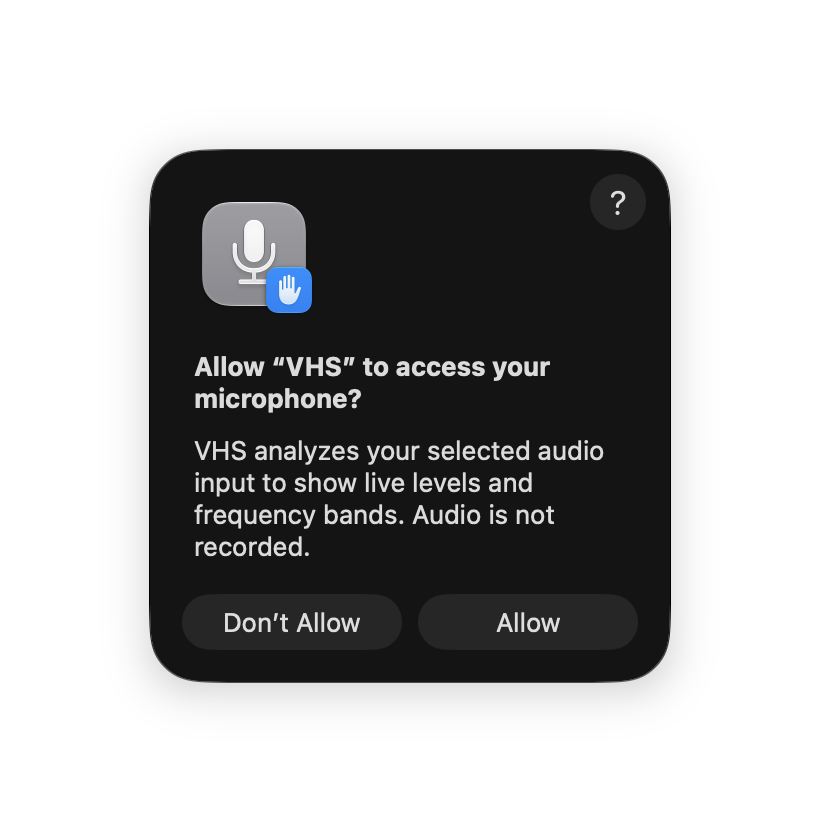 ?
Allow “VHS” to access your
microphone?
VHS analyzes your selected audio
input to show live levels and
frequency bands. Audio is not
recorded.
Don’t Allow
Allow